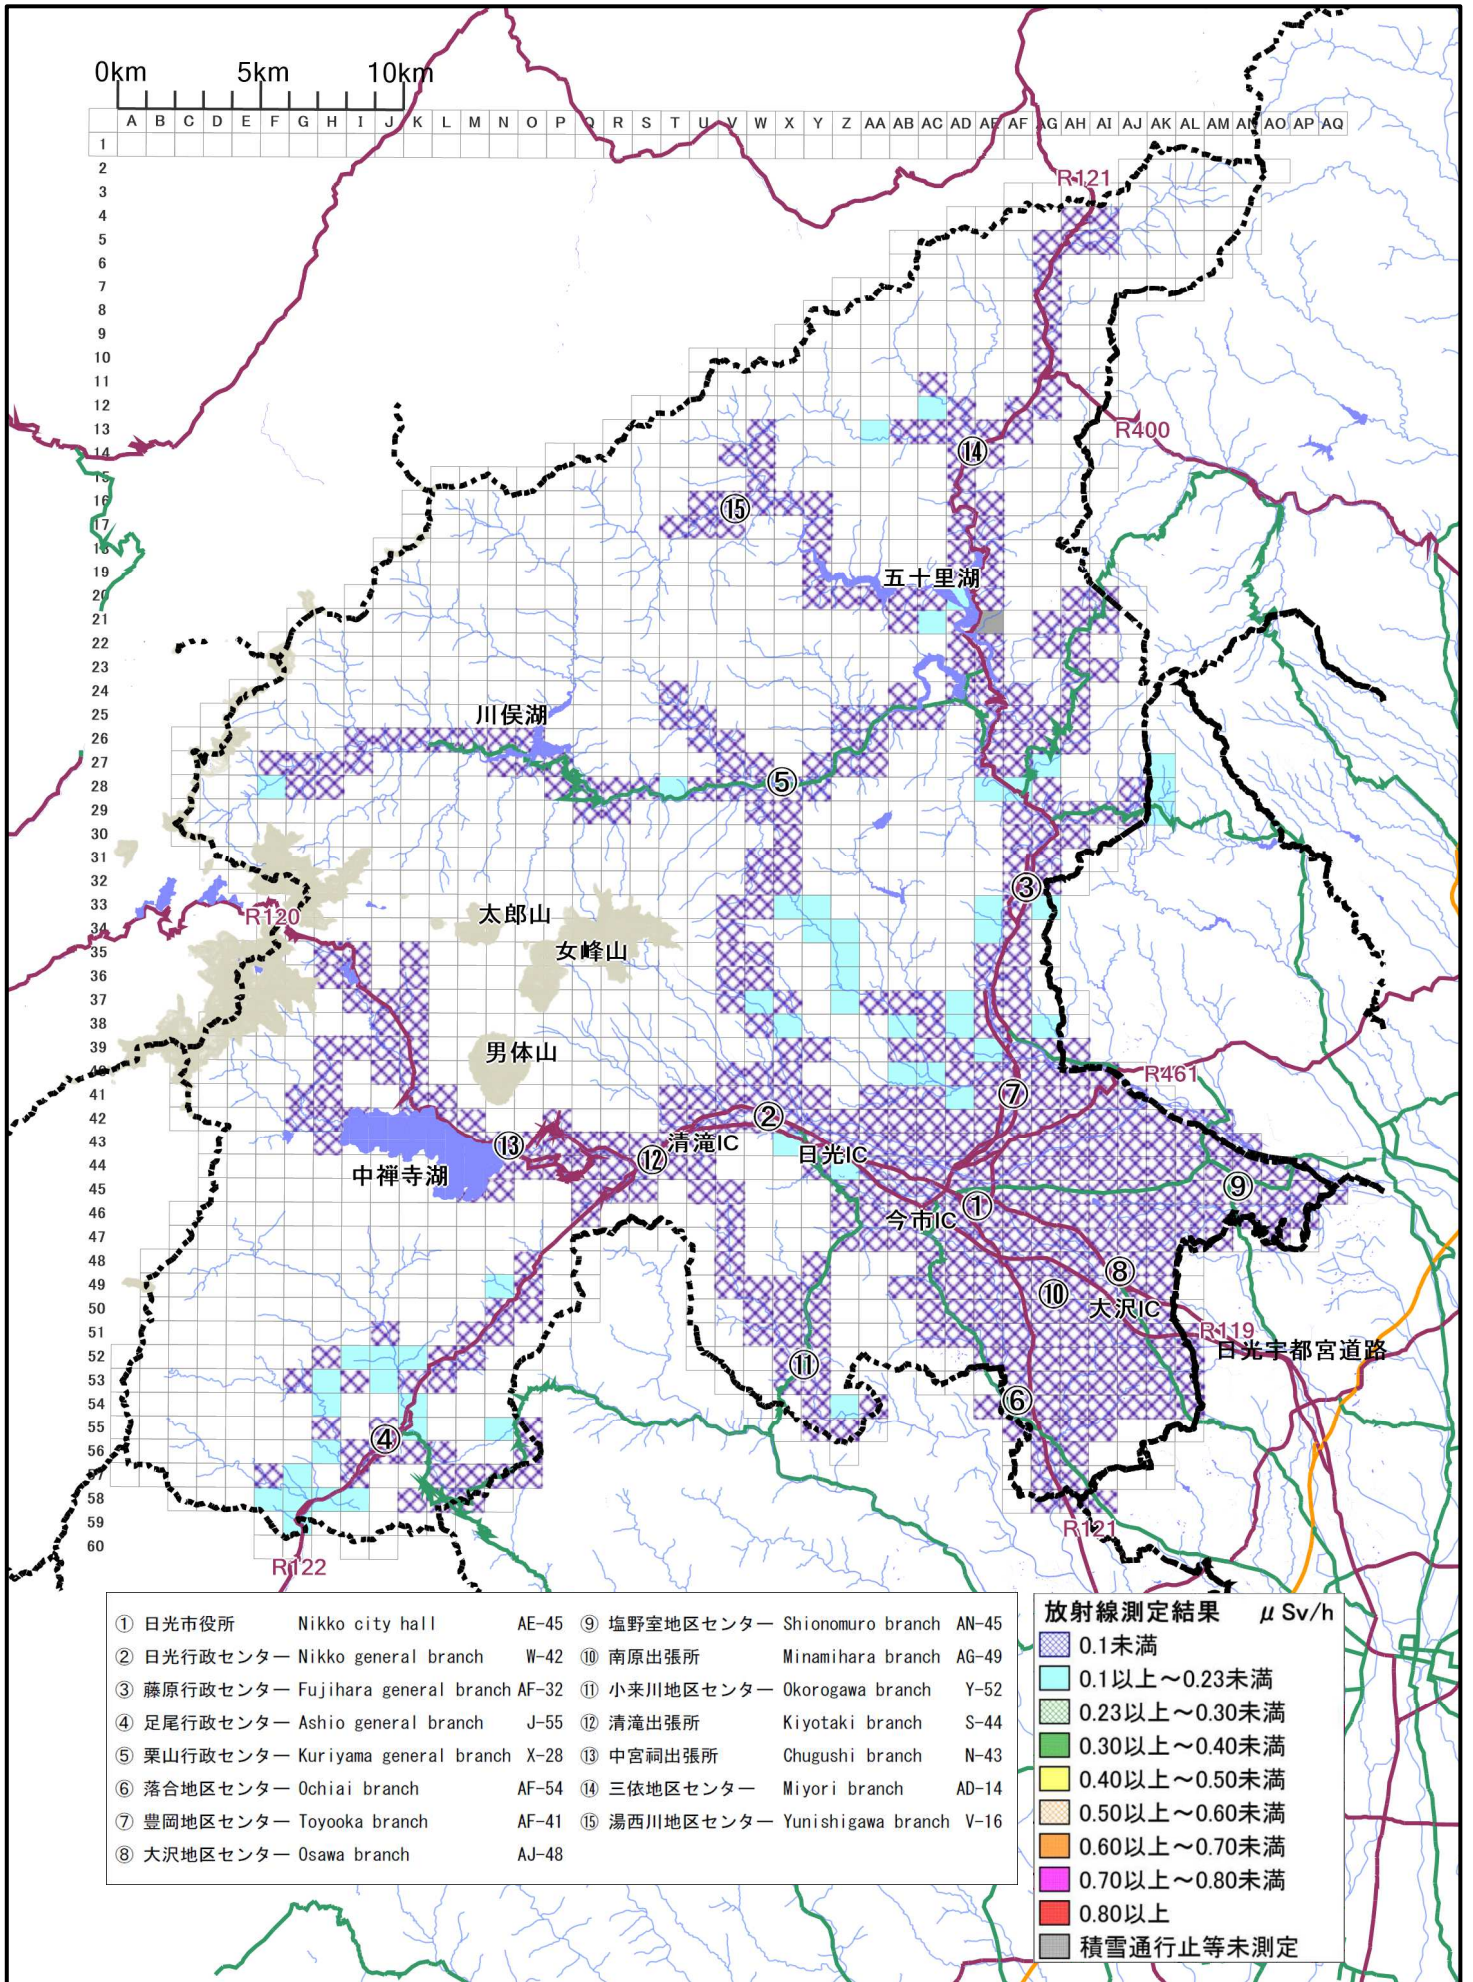 0km 5km 10km
A B C D E F G H I J K L M N O P Q R S T U V W X Y Z AA AB AC AD AE AF AG AH AI AJ AK AL AM AN AO AP AQ
1
2
R121
3
4
5
6
7
8
9
10
11
12
13
R400
14
⑭
15
16
⑮
17
18
19
五十里湖
20
21
22
23
24
25
川俣湖
26
27
28
⑤
29
30
31
32
③
33
R120
太郎山
34
35
女峰山
36
37
38
39
男体山
40
R461
41
⑦
42
②
43
⑬
⑫
清滝IC
日光IC
44
中禅寺湖
45
⑨
①
46
今市IC
47
48
⑧
49
⑩
50
大沢IC
51
R119
52
日光宇都宮道路
⑪
53
54
⑥
55
④
56
57
58
59
R121
60
R122
① 日光市役所 Nikko city hall AE-45
② 日光行政センター Nikko general branch W-42
③ 藤原行政センター Fujihara general branch AF-32
④ 足尾行政センター Ashio general branch J-55
⑤ 栗山行政センター Kuriyama general branch X-28
⑥ 落合地区センター Ochiai branch AF-54
⑦ 豊岡地区センター Toyooka branch AF-41
⑧ 大沢地区センター Osawa branch AJ-48
⑨ 塩野室地区センター Shionomuro branch AN-45
⑩ 南原出張所 Minamihara branch AG-49
⑪ 小来川地区センター Okorogawa branch Y-52
⑫ 清滝出張所 Kiyotaki branch S-44
⑬ 中宮祠出張所 Chugushi branch N-43
⑭ 三依地区センター Miyori branch AD-14
⑮ 湯西川地区センター Yunishigawa branch V-16
放射線測定結果 μSv/h
0.1未満
0.1以上～0.23未満
0.23以上～0.30未満
0.30以上～0.40未満
0.40以上～0.50未満
0.50以上～0.60未満
0.60以上～0.70未満
0.70以上～0.80未満
0.80以上
積雪通行止等未測定